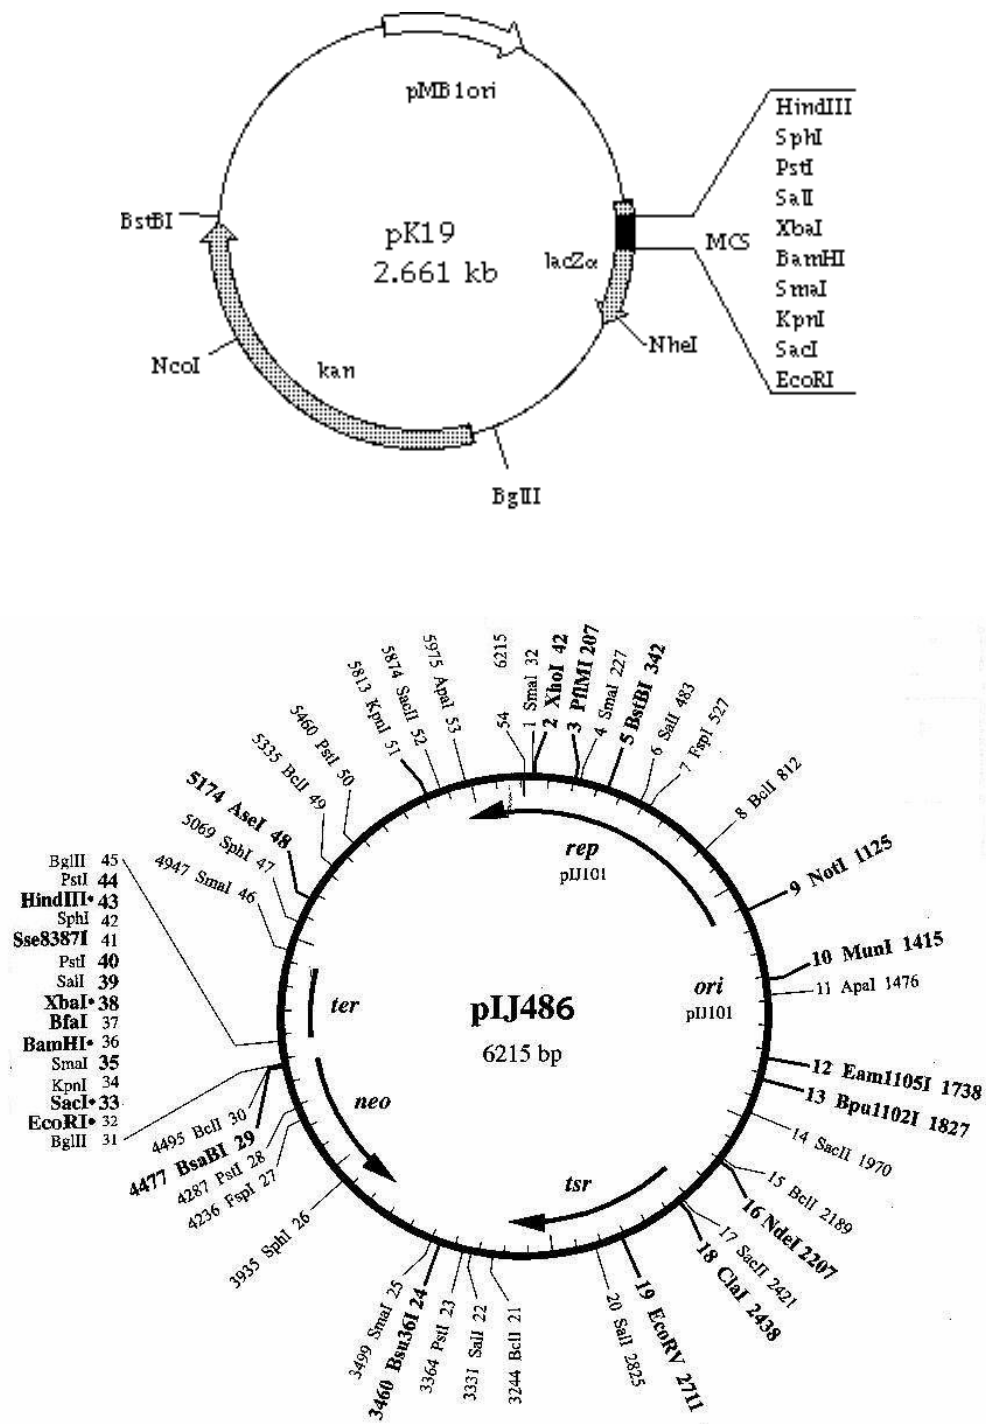 pMB1ori
HindIII
SphI
PstI
SalI
XbaI
BamHI
SmaI
KpnI
SacI
EcoRI
MCS
BstBI
pK19
2.661 kb
lacZα
NheI
NcoI
kan
BglII
54
6215
1 SmaI 32
2 XhoI 42
3 PflMI 207
4 SmaI 227
5 BstBI 342
6 SalI 483
7 FspI 527
8 BclI 812
9 NotI 1125
10 MunI 1415
11 ApaI 1476
12 Eam1105I 1738
13 Bpu1102I 1827
14 SacII 1970
15 BclI 2189
16 NdeI 2207
17 SacII 2421
18 ClaI 2438
19 EcoRV 2711
20 SalI 2825
3244 BclI 21
3331 SalI 22
3364 PstI 23
3460 Bsu36I 24
3499 SmaI 25
3935 SphI 26
4236 FspI 27
4287 PstI 28
4477 BsaBI 29
4495 BclI 30
BglII 31
EcoRI• 32
SacI• 33
KpnI 34
SmaI 35
BamHI• 36
BfaI 37
XbaI• 38
SalI 39
PstI 40
Sse8387I 41
SphI 42
HindIII• 43
PstI 44
BglII 45
4947 SmaI 46
5069 SphI 47
5174 AseI 48
5335 BclI 49
5460 PstI 50
5813 KpnI 51
5874 SacII 52
5975 ApaI 53
rep
pIJ101
ori
pIJ101
pIJ486
6215 bp
ter
neo
tsr